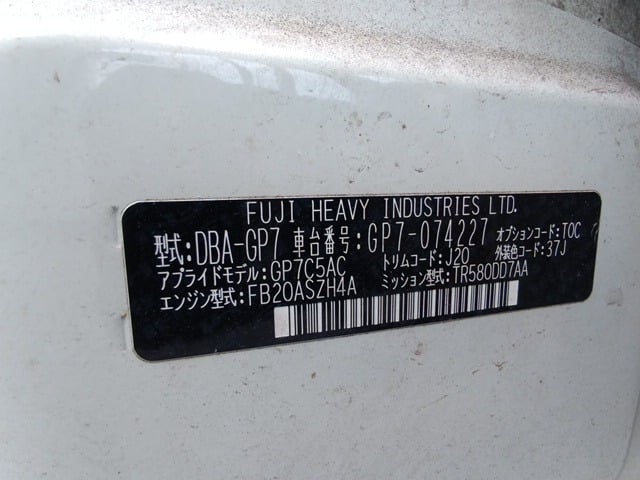 FUJI HEAVY INDUSTRIES LTD.
型式:DBA-GP7 車台番号:GP7-074227 オプションコード:TOC
アプライドモデル:GP7C5AC トリムコード:J20 外装色コード:37J
エンジン型式:FB20ASZH4A ミッション型式:TR580DD7AA